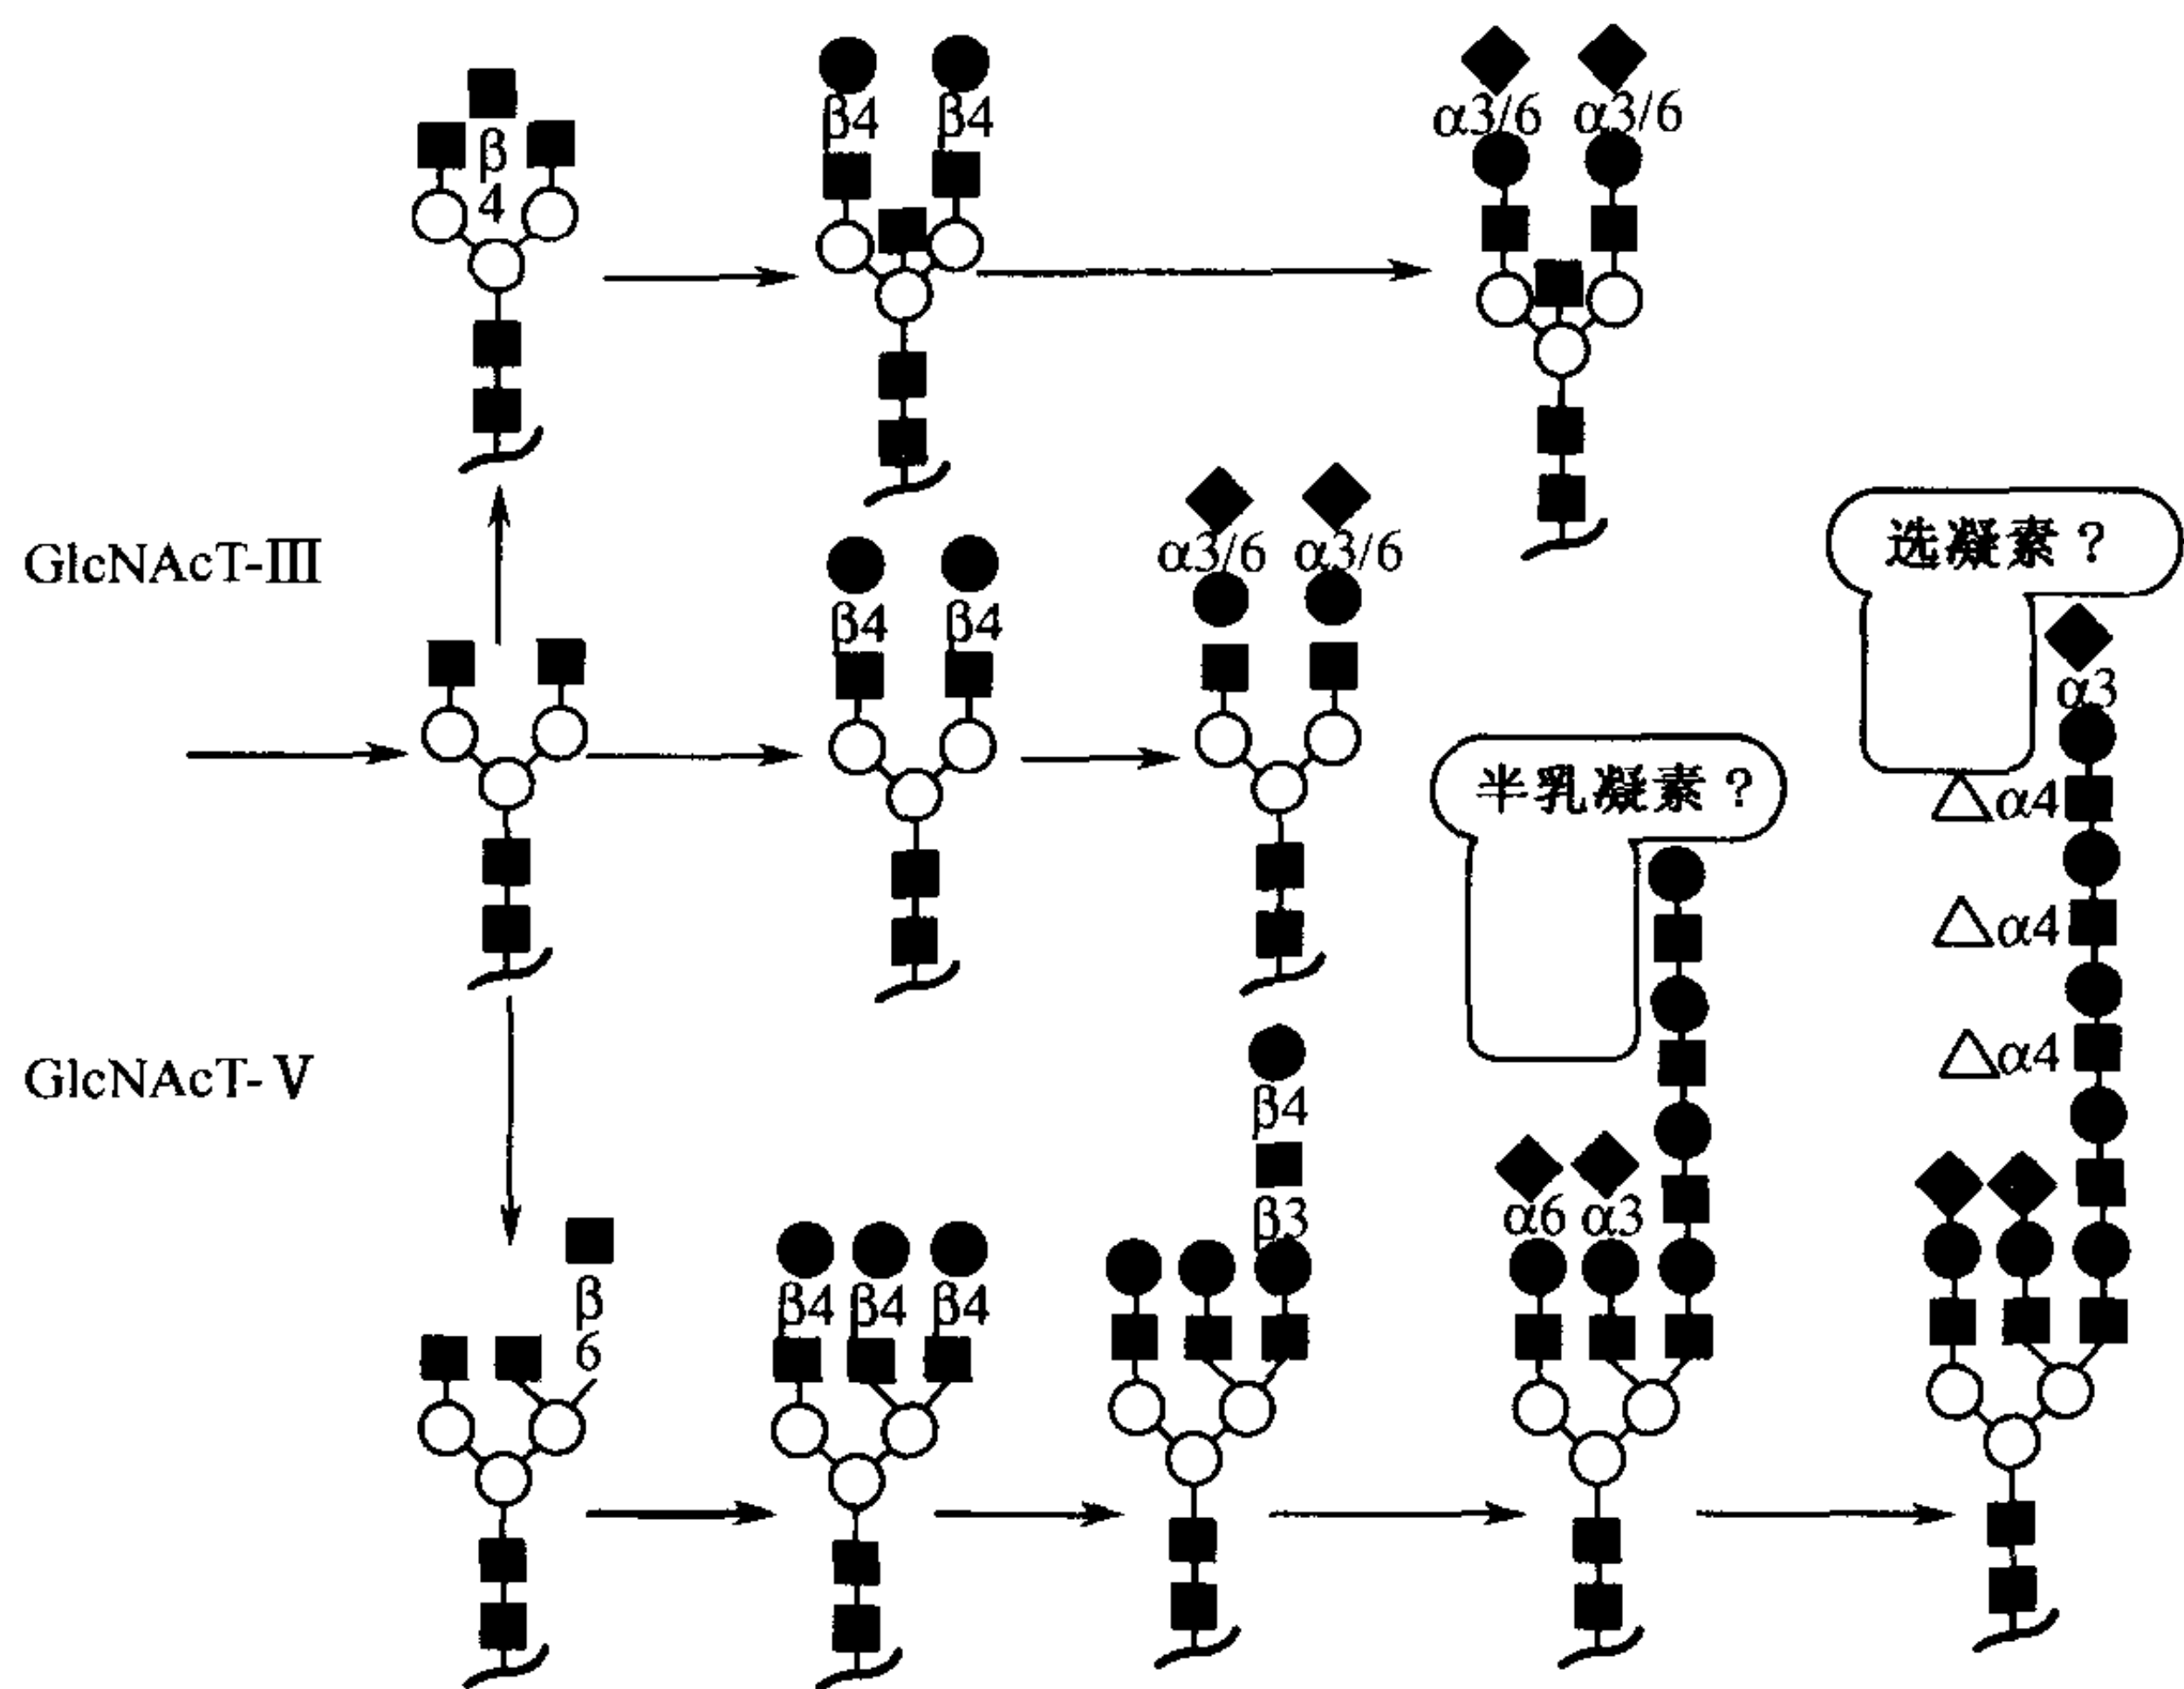 α3/6 α3/6
β4 β4
β
4
选凝素？
GlcNAcT-Ⅲ
α3/6 α3/6
β4 β4
α3
半乳凝素？
α4
α4
α4
GlcNAcT-Ⅴ
β4
β3
α6 α3
β
6
β4 β4 β4